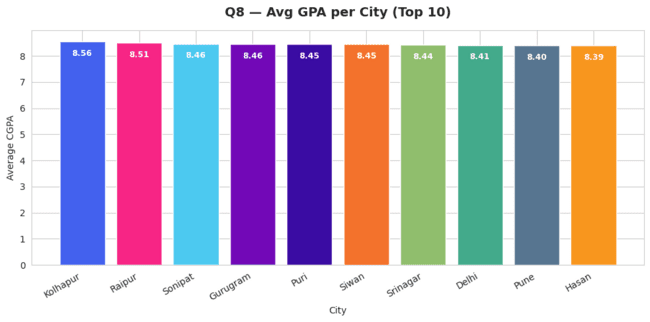 Q8 — Avg GPA per City (Top 10)
Average CGPA
8
7
6
5
4
3
2
1
0
8.56
8.51
8.46
8.46
8.45
8.45
8.44
8.41
8.40
8.39
Kolhapur
Raipur
Sonipat
Gurugram
Puri
Siwan
Srinagar
Delhi
Pune
Hasan
City